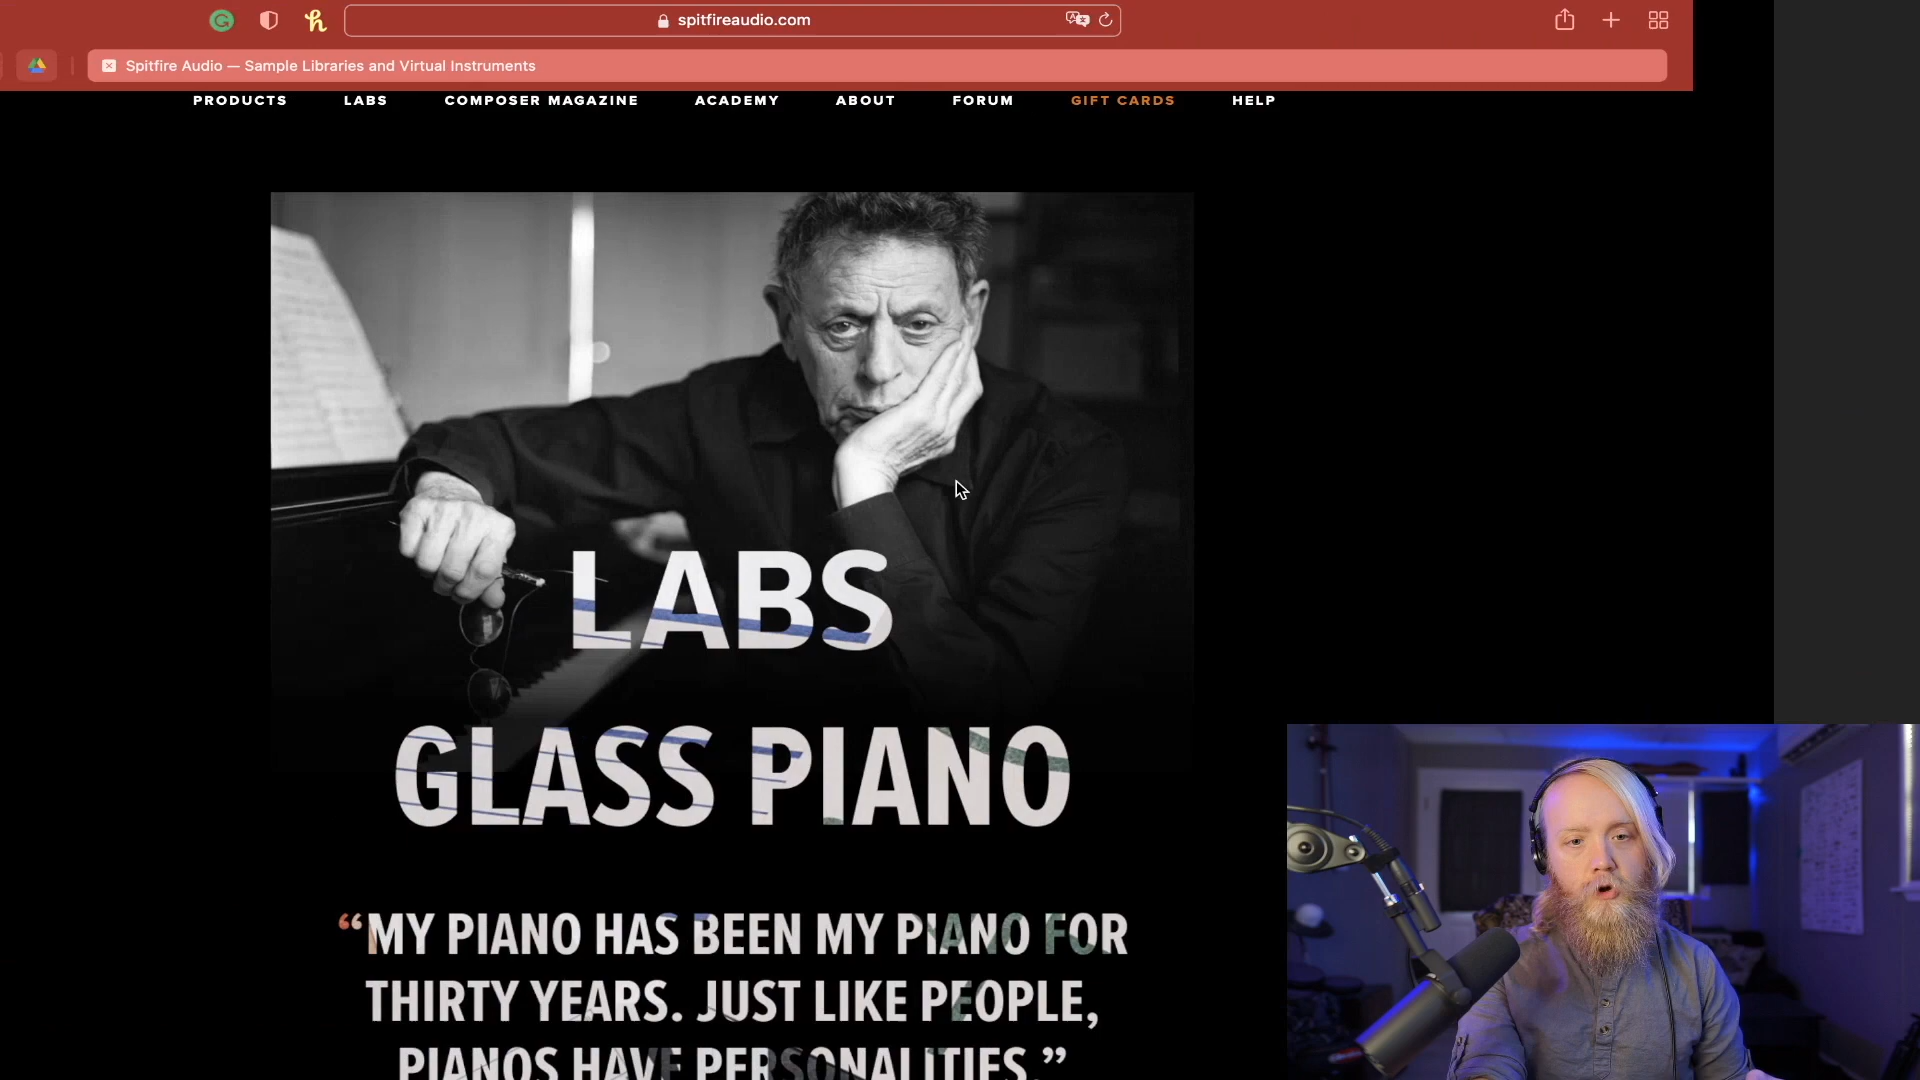 spitfireaudio.com
Spitfire Audio — Sample Libraries and Virtual Instruments
PRODUCTS LABS COMPOSER MAGAZINE ACADEMY ABOUT FORUM GIFT CARDS HELP
LABS
GLASS PIANO
“MY PIANO HAS BEEN MY PIANO FOR
THIRTY YEARS. JUST LIKE PEOPLE,
PIANOS HAVE PERSONALITIES.”